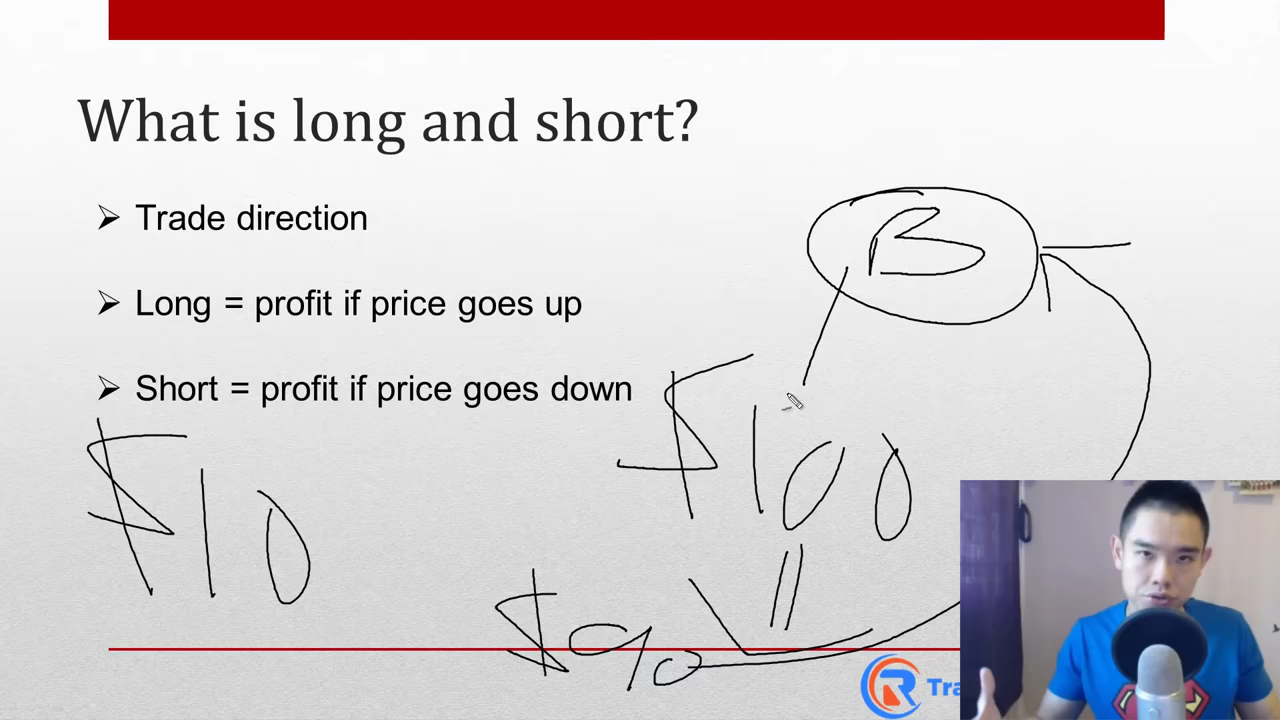 What is long and short?
Trade direction
Long = profit if price goes up
Short = profit if price goes down
B
$100
$10
$90